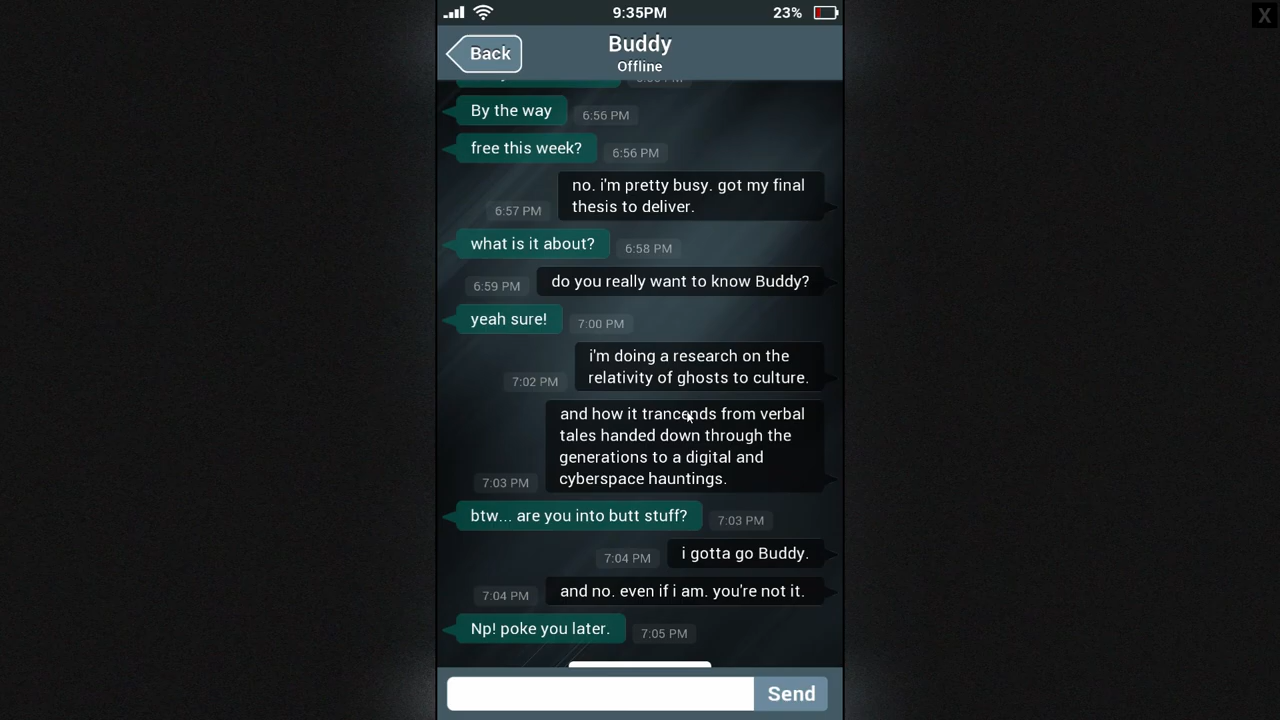 9:35PM
23%
X
Back
Buddy
Offline
By the way
6:56 PM
free this week?
6:56 PM
no. i'm pretty busy. got my final
thesis to deliver.
6:57 PM
what is it about?
6:58 PM
do you really want to know Buddy?
6:59 PM
yeah sure!
7:00 PM
i'm doing a research on the
relativity of ghosts to culture.
7:02 PM
and how it trancends from verbal
tales handed down through the
generations to a digital and
cyberspace hauntings.
7:03 PM
btw... are you into butt stuff?
7:03 PM
i gotta go Buddy.
7:04 PM
and no. even if i am. you're not it.
7:04 PM
Np! poke you later.
7:05 PM
Send